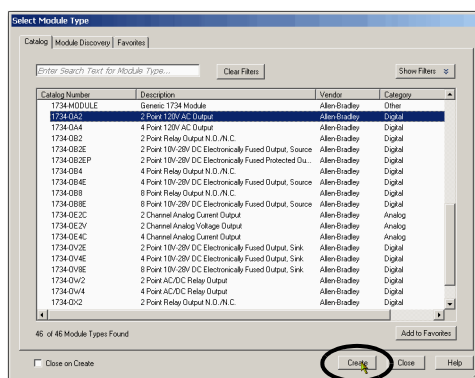 Select Module Type
Catalog Module Discovery Favorites
Enter Search Text for Module Type... Clear Filters Show Filters
Catalog Number Description Vendor Category
1734-MODULE Generic 1734 Module Allen-Bradley Other
1734-OA2 2 Point 120V AC Output Allen-Bradley Digital
1734-OA4 4 Point 120V AC Output Allen-Bradley Digital
1734-OB2 2 Point Relay Output N.O./N.C. Allen-Bradley Digital
1734-OB2E 2 Point 10V-28V DC Electronically Fused Output, Source Allen-Bradley Digital
1734-OB2EP 2 Point 10V-28V DC Electronically Fused Protected Ou... Allen-Bradley Digital
1734-OB4 4 Point Relay Output N.O./N.C. Allen-Bradley Digital
1734-OB4E 4 Point 10V-28V DC Electronically Fused Output, Source Allen-Bradley Digital
1734-OB8 8 Point Relay Output N.O./N.C. Allen-Bradley Digital
1734-OB8E 8 Point 10V-28V DC Electronically Fused Output, Source Allen-Bradley Digital
1734-OE2C 2 Channel Analog Current Output Allen-Bradley Analog
1734-OE2V 2 Channel Analog Voltage Output Allen-Bradley Analog
1734-OE4C 4 Channel Analog Current Output Allen-Bradley Analog
1734-OV2E 2 Point 10V-28V DC Electronically Fused Output, Sink Allen-Bradley Digital
1734-OV4E 4 Point 10V-28V DC Electronically Fused Output, Sink Allen-Bradley Digital
1734-OV8E 8 Point 10V-28V DC Electronically Fused Output, Sink Allen-Bradley Digital
1734-OW2 2 Point AC/DC Relay Output Allen-Bradley Digital
1734-OW4 4 Point AC/DC Relay Output Allen-Bradley Digital
1734-OX2 2 Point Relay Output N.O./N.C. Allen-Bradley Digital
46 of 46 Module Types Found Add to Favorites
Close on Create Create Close Help